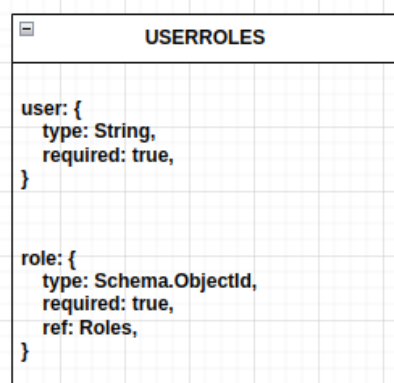 USERROLES
user: {
type: String,
required: true,
}
role: {
type: Schema.ObjectId,
required: true,
ref: Roles,
}